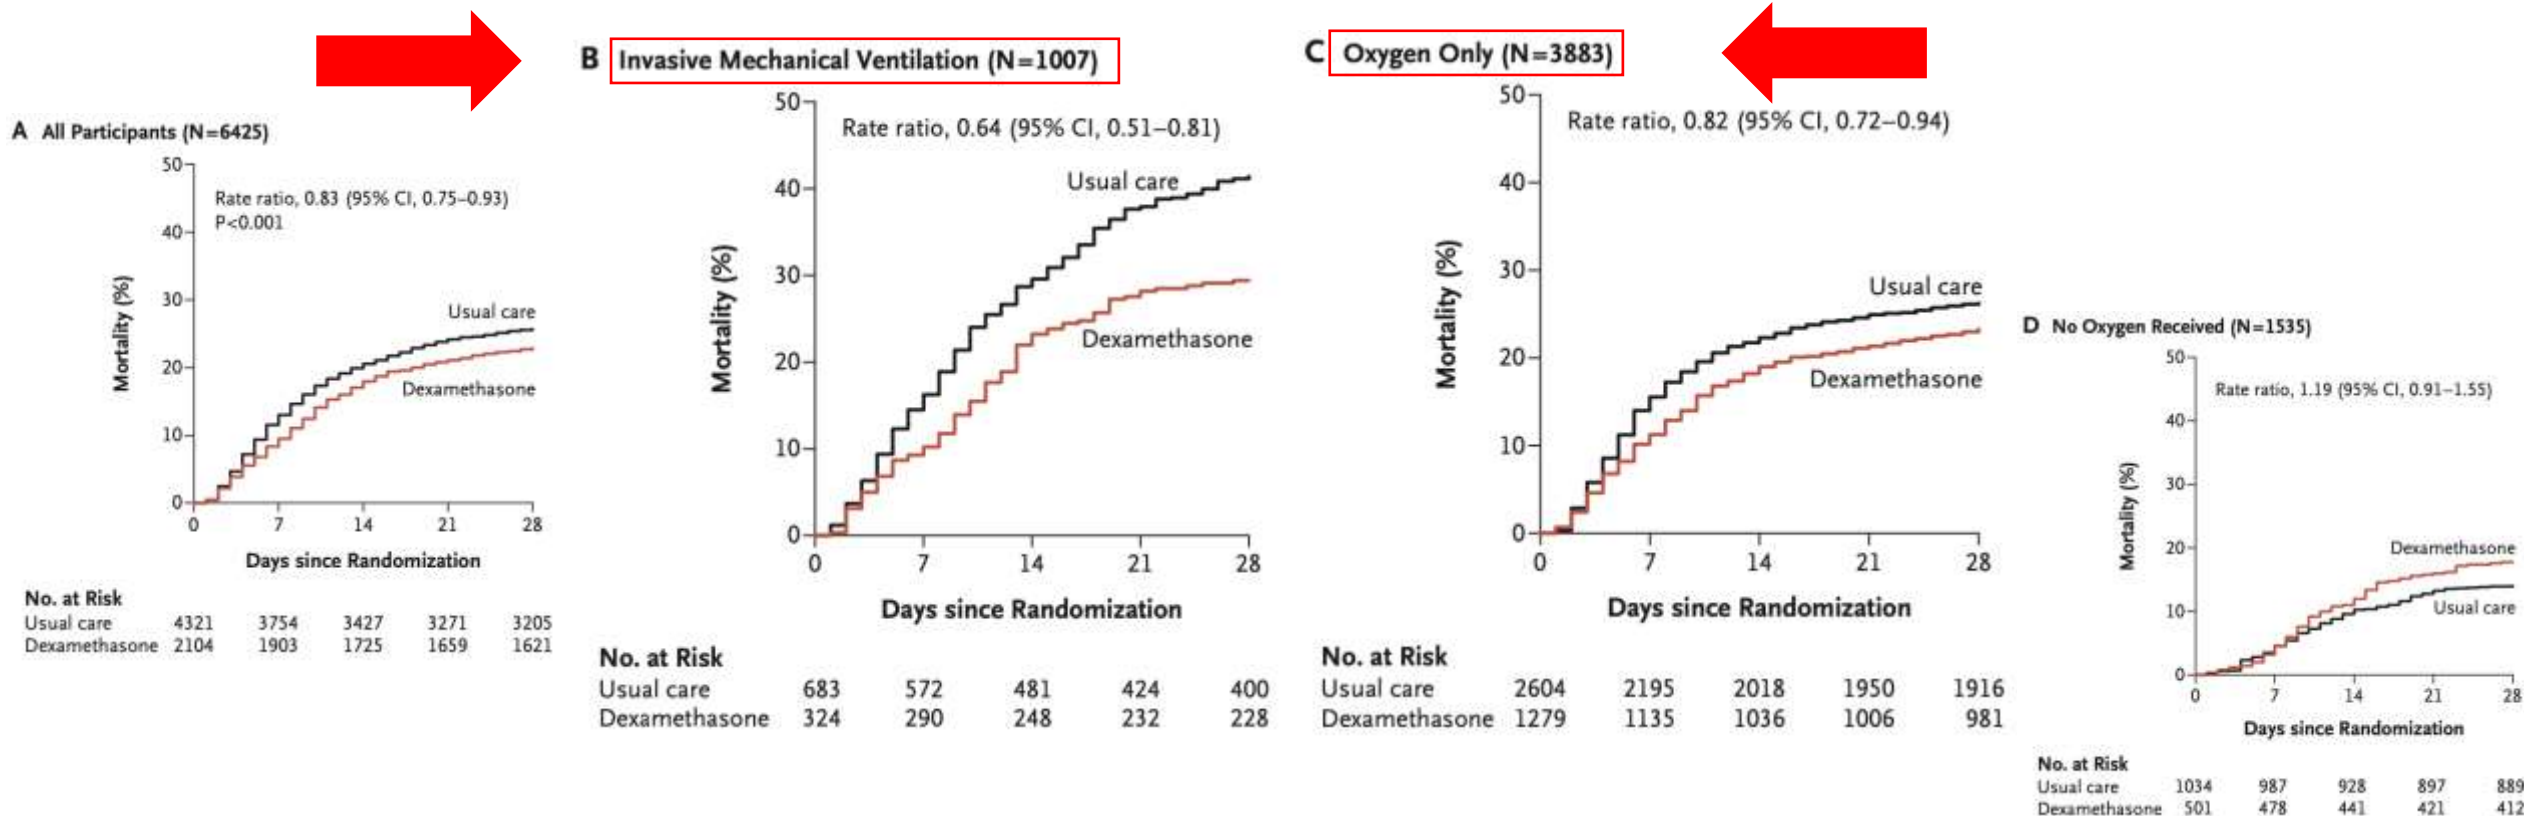 A All Participants (N=6425)
50
40
30
20
10
0
Mortality (%)
Rate ratio, 0.83 (95% CI, 0.75–0.93)
P<0.001
Usual care
Dexamethasone
0 7 14 21 28
Days since Randomization
No. at Risk
Usual care 4321 3754 3427 3271 3205
Dexamethasone 2104 1903 1725 1659 1621
B Invasive Mechanical Ventilation (N=1007)
50
40
30
20
10
0
Mortality (%)
Rate ratio, 0.64 (95% CI, 0.51–0.81)
Usual care
Dexamethasone
0 7 14 21 28
Days since Randomization
No. at Risk
Usual care 683 572 481 424 400
Dexamethasone 324 290 248 232 228
C Oxygen Only (N=3883)
50
40
30
20
10
0
Mortality (%)
Rate ratio, 0.82 (95% CI, 0.72–0.94)
Usual care
Dexamethasone
0 7 14 21 28
Days since Randomization
No. at Risk
Usual care 2604 2195 2018 1950 1916
Dexamethasone 1279 1135 1036 1006 981
D No Oxygen Received (N=1535)
50
40
30
20
10
0
Mortality (%)
Rate ratio, 1.19 (95% CI, 0.91–1.55)
Dexamethasone
Usual care
0 7 14 21 28
Days since Randomization
No. at Risk
Usual care 1034 987 928 897 889
Dexamethasone 501 478 441 421 412